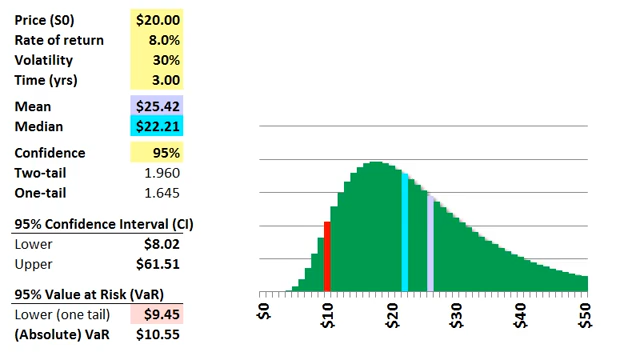 Price (S0) $20.00
Rate of return 8.0%
Volatility 30%
Time (yrs) 3.00
Mean $25.42
Median $22.21
Confidence 95%
Two-tail 1.960
One-tail 1.645
95% Confidence Interval (CI)
Lower $8.02
Upper $61.51
95% Value at Risk (VaR)
Lower (one tail) $9.45
(Absolute) VaR $10.55
$0 $10 $20 $30 $40 $50